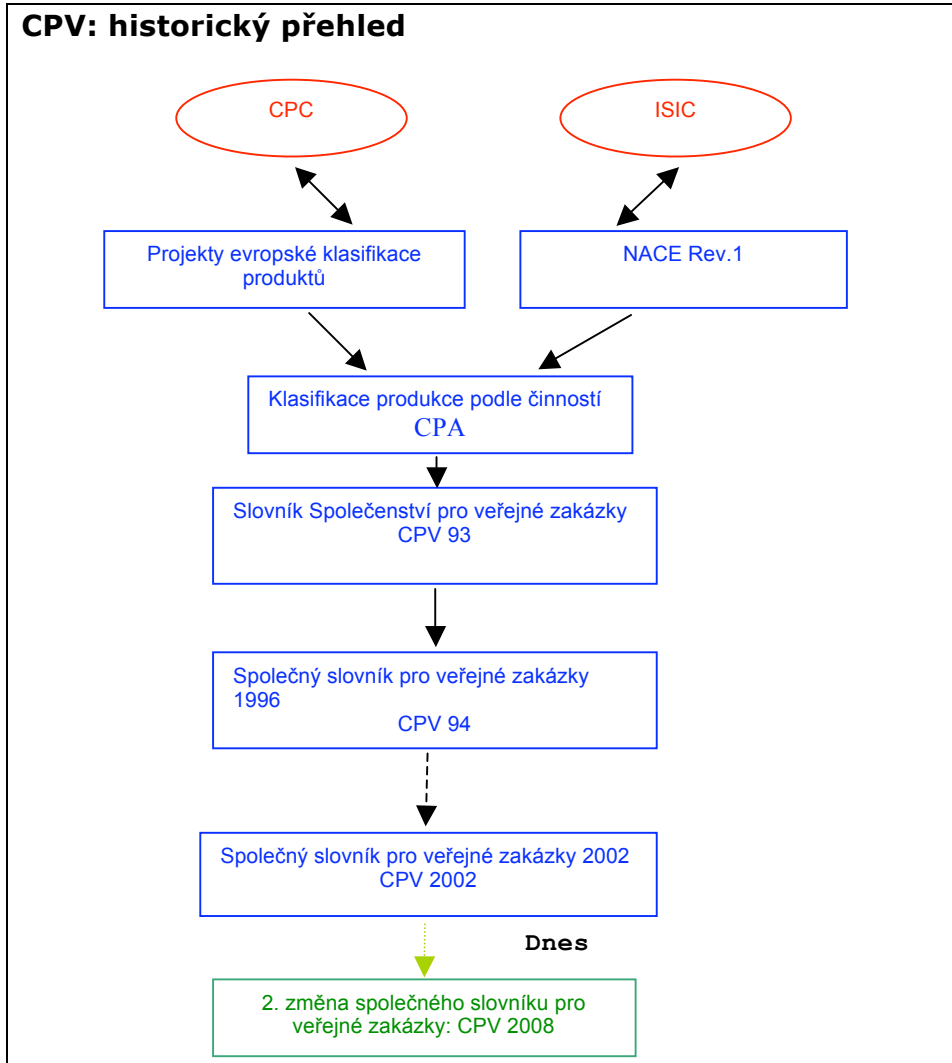 CPV: historický přehled
CPC
ISIC
Projekty evropské klasifikace
produktů
NACE Rev.1
Klasifikace produkce podle činností
CPA
Slovník Společenství pro veřejné zakázky
CPV 93
Společný slovník pro veřejné zakázky
1996
CPV 94
Společný slovník pro veřejné zakázky 2002
CPV 2002
Dnes
2. změna společného slovníku pro
veřejné zakázky: CPV 2008